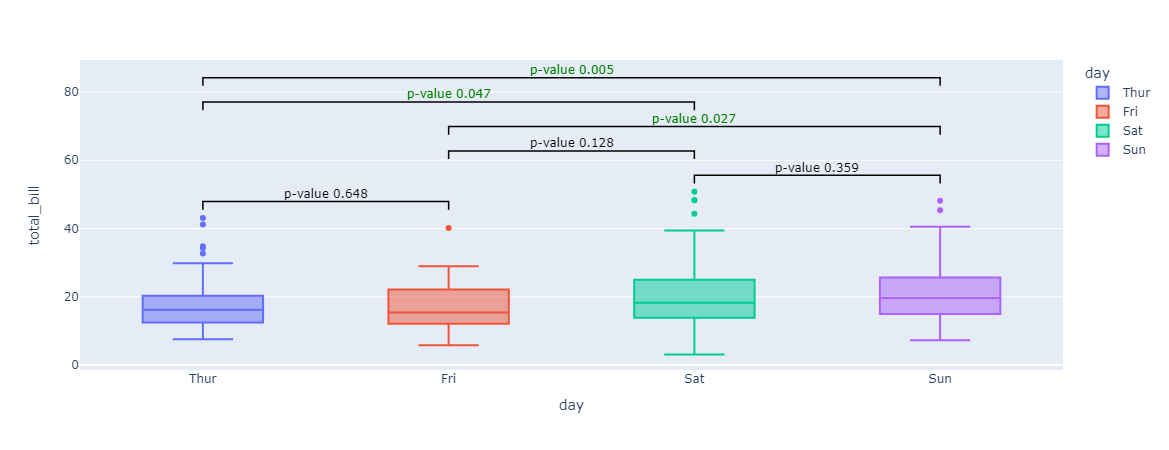 p-value 0.005
p-value 0.047
p-value 0.027
p-value 0.128
p-value 0.359
p-value 0.648
total_bill
80
60
40
20
0
Thur
Fri
Sat
Sun
day
day
Thur
Fri
Sat
Sun